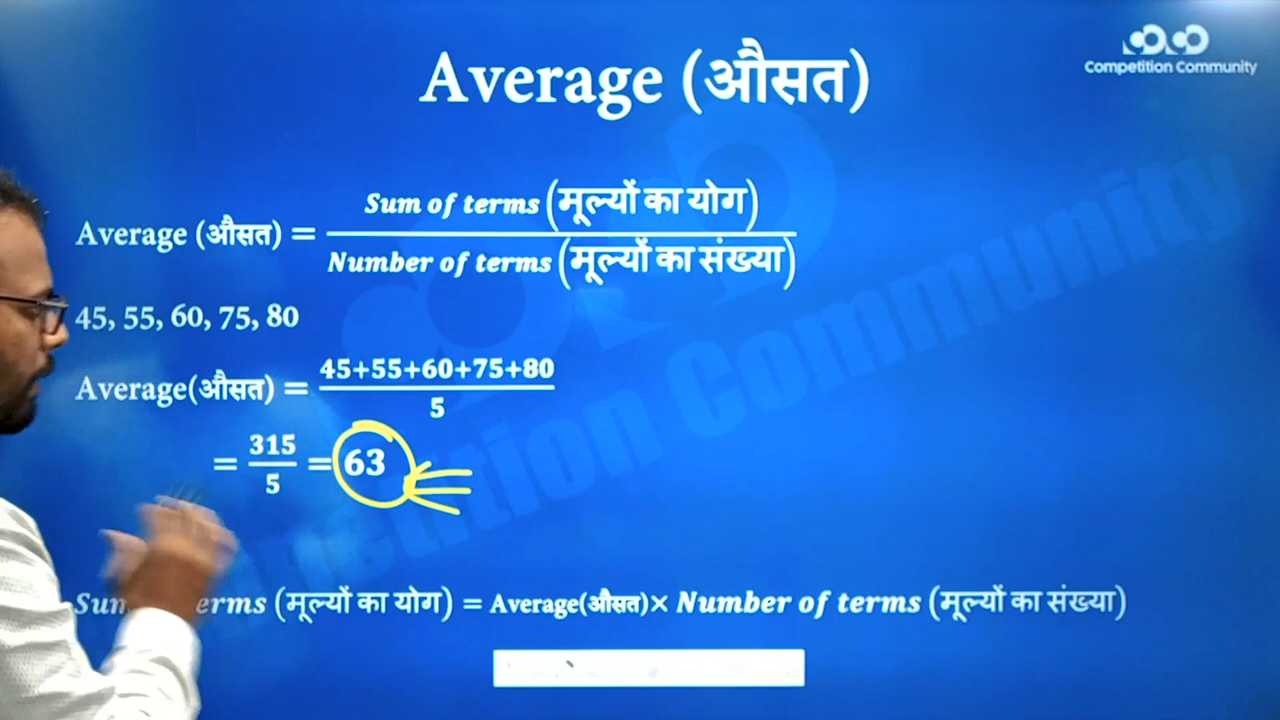 Average (औसत)
Competition Community
Average (औसत) = Sum of terms (मूल्यों का योग)
Number of terms (मूल्यों का संख्या)
45, 55, 60, 75, 80
Average(औसत) = 45+55+60+75+80
5
= 315
5
= 63
erms (मूल्यों का योग) = Average(औसत)× Number of terms (मूल्यों का संख्या)